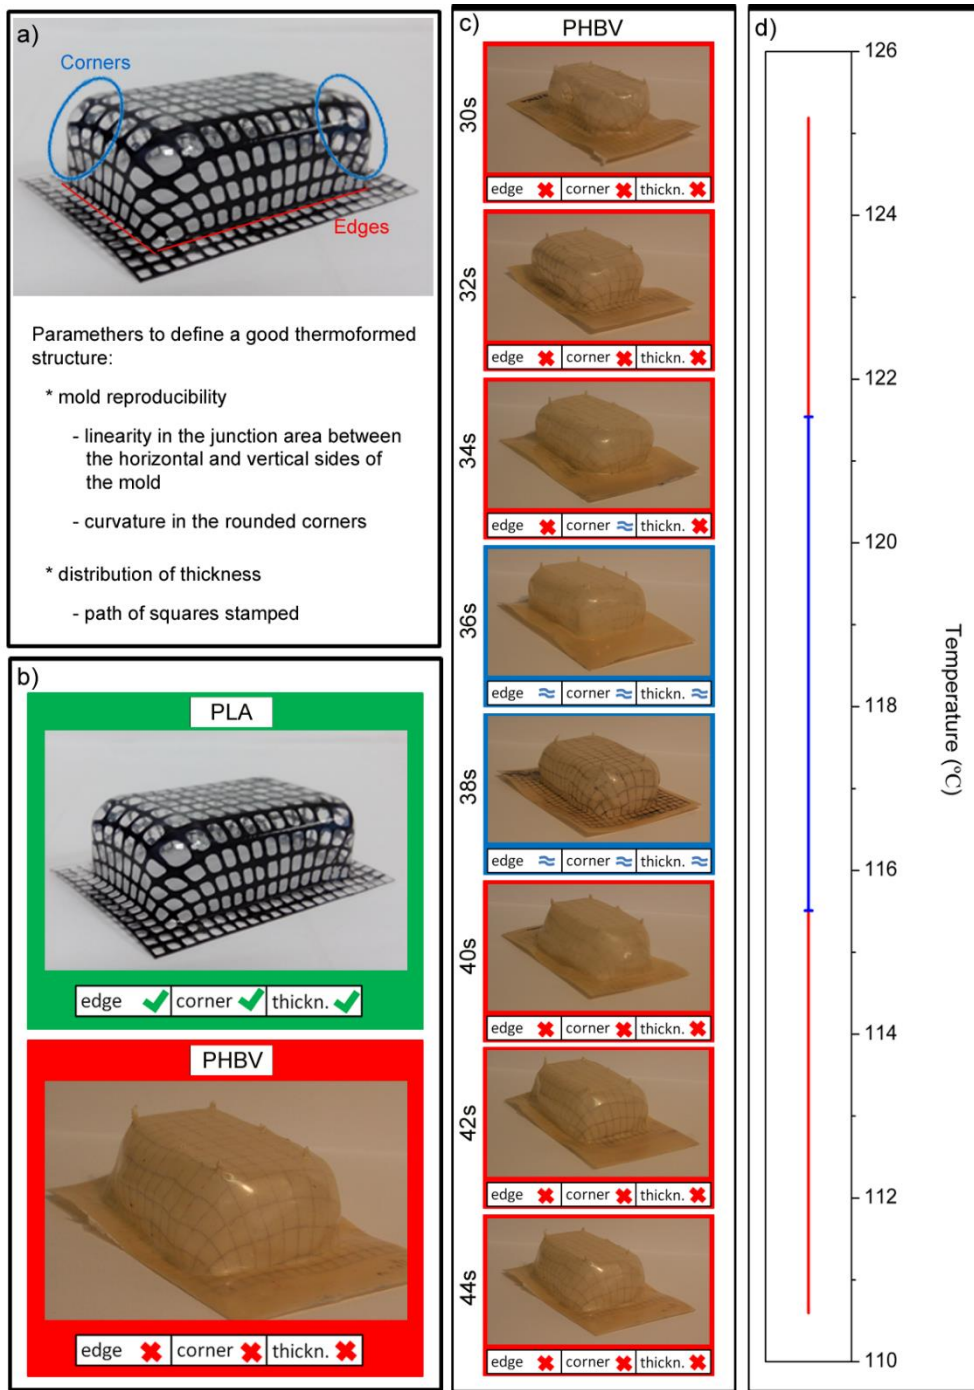 a)
Corners
Edges
Paramethers to define a good thermoformed
structure:
* mold reproducibility
- linearity in the junction area between
the horizontal and vertical sides of
the mold
- curvature in the rounded corners
* distribution of thickness
- path of squares stamped
b)
PLA
edge corner thickn.
PHBV
edge corner thickn.
c)
PHBV
30s
edge corner thickn.
32s
edge corner thickn.
34s
edge corner thickn.
36s
edge corner thickn.
38s
edge corner thickn.
40s
edge corner thickn.
42s
edge corner thickn.
44s
edge corner thickn.
d)
126
124
122
120
118
116
114
112
110
Temperature (°C)